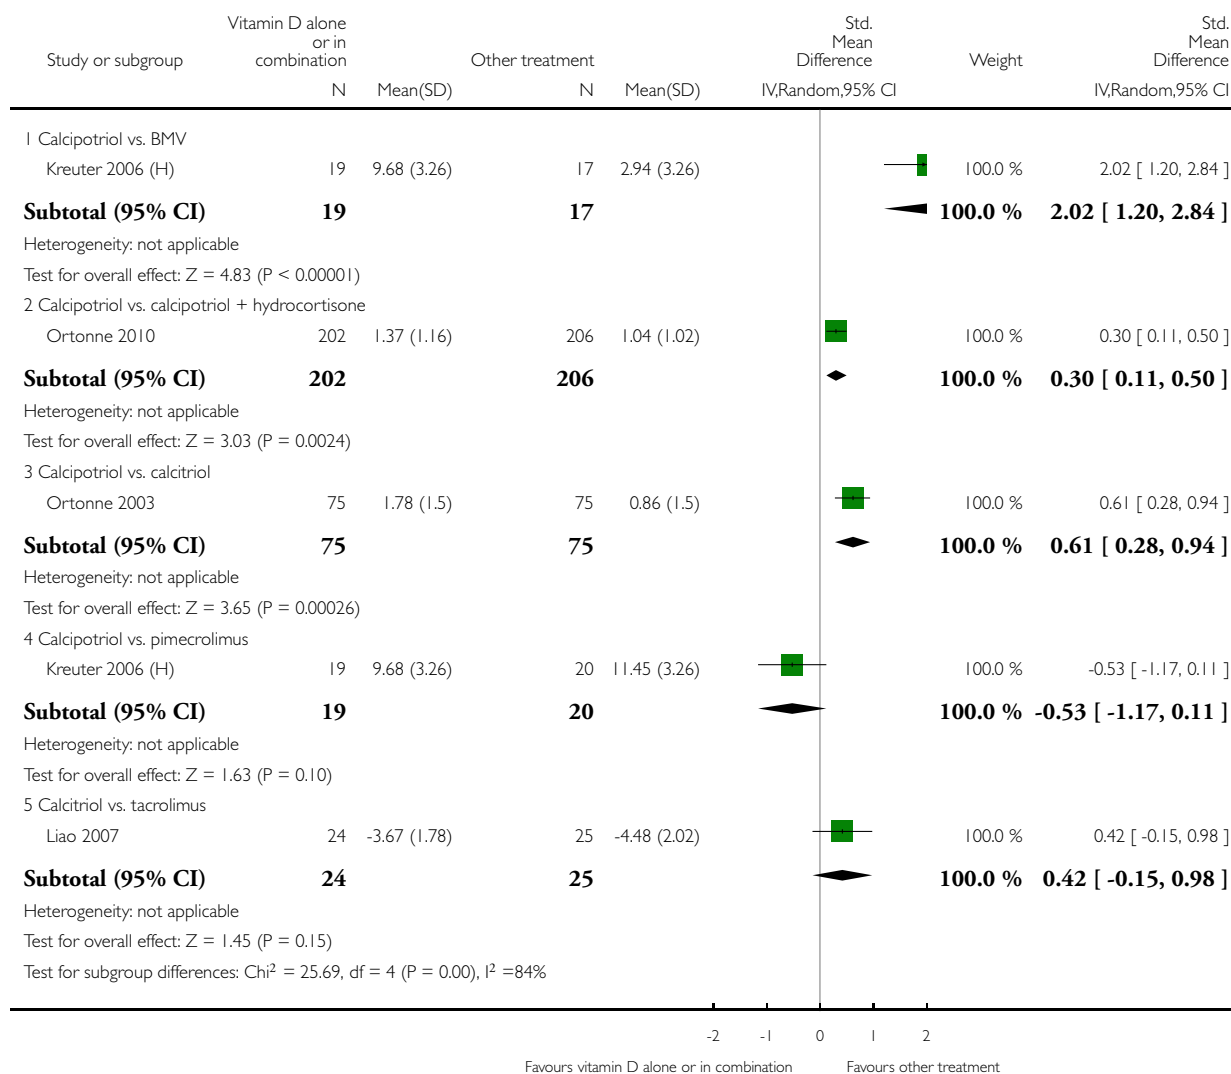 Vitamin D alone or in combination Std. Mean Difference Std. Mean Difference
Study or subgroup Other treatment Weight
N Mean(SD) N Mean(SD) IV,Random,95% CI IV,Random,95% CI
1 Calcipotriol vs. BMV
Kreuter 2006 (H) 19 9.68 (3.26) 17 2.94 (3.26) 100.0 % 2.02 [ 1.20, 2.84 ]
Subtotal (95% CI) 19 17 100.0 % 2.02 [ 1.20, 2.84 ]
Heterogeneity: not applicable
Test for overall effect: Z = 4.83 (P < 0.00001)
2 Calcipotriol vs. calcipotriol + hydrocortisone
Ortonne 2010 202 1.37 (1.16) 206 1.04 (1.02) 100.0 % 0.30 [ 0.11, 0.50 ]
Subtotal (95% CI) 202 206 100.0 % 0.30 [ 0.11, 0.50 ]
Heterogeneity: not applicable
Test for overall effect: Z = 3.03 (P = 0.0024)
3 Calcipotriol vs. calcitriol
Ortonne 2003 75 1.78 (1.5) 75 0.86 (1.5) 100.0 % 0.61 [ 0.28, 0.94 ]
Subtotal (95% CI) 75 75 100.0 % 0.61 [ 0.28, 0.94 ]
Heterogeneity: not applicable
Test for overall effect: Z = 3.65 (P = 0.00026)
4 Calcipotriol vs. pimecrolimus
Kreuter 2006 (H) 19 9.68 (3.26) 20 11.45 (3.26) 100.0 % -0.53 [ -1.17, 0.11 ]
Subtotal (95% CI) 19 20 100.0 % -0.53 [ -1.17, 0.11 ]
Heterogeneity: not applicable
Test for overall effect: Z = 1.63 (P = 0.10)
5 Calcitriol vs. tacrolimus
Liao 2007 24 -3.67 (1.78) 25 -4.48 (2.02) 100.0 % 0.42 [ -0.15, 0.98 ]
Subtotal (95% CI) 24 25 100.0 % 0.42 [ -0.15, 0.98 ]
Heterogeneity: not applicable
Test for overall effect: Z = 1.45 (P = 0.15)
Test for subgroup differences: Chi² = 25.69, df = 4 (P = 0.00), I² =84%
-2 -1 0 1 2
Favours vitamin D alone or in combination Favours other treatment